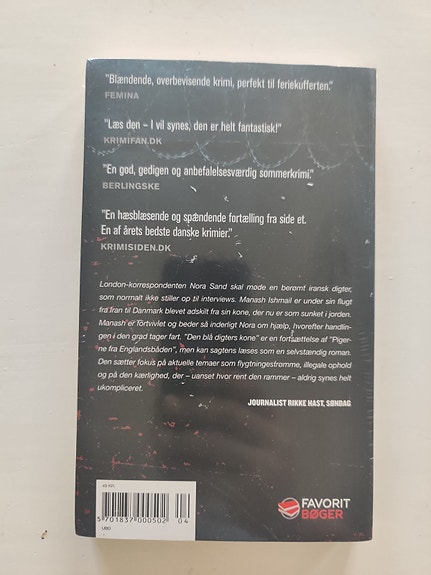 "Blændende, overbevisende krimi, perfekt til feriekufferten."
FEMINA
"Læs den – I vil synes, den er helt fantastisk!"
KRIMIFAN.DK
"En god, gedigen og anbefalelsesværdig sommerkrimi."
BERLINGSKE
"En hæsblæsende og spændende fortælling fra side et.
En af årets bedste danske krimier."
KRIMISIDEN.DK
London-korrespondenten Nora Sand skal møde en berømt iransk digter,
som normalt ikke stiller op til interviews. Manash Ishmail er under sin flugt
fra Iran til Danmark blevet adskilt fra sin kone, der nu er som sunket i jorden.
Manash er fortvivlet og beder så inderligt Nora om hjælp, hvorefter handlin-
gen i den grad tager fart. "Den blå digters kone" er en fortsættelse af "Piger-
ne fra Englandsbåden", men kan sagtens læses som en selvstændig roman.
Den sætter fokus på aktuelle temaer som flygtningestrømme, illegale ophold
og på den kærlighed, der – uanset hvor rent den rammer – aldrig synes helt
ukompliceret.
JOURNALIST RIKKE HAST, SØNDAG
5 701837 000502 04
UBO
FAVORIT
BØGER